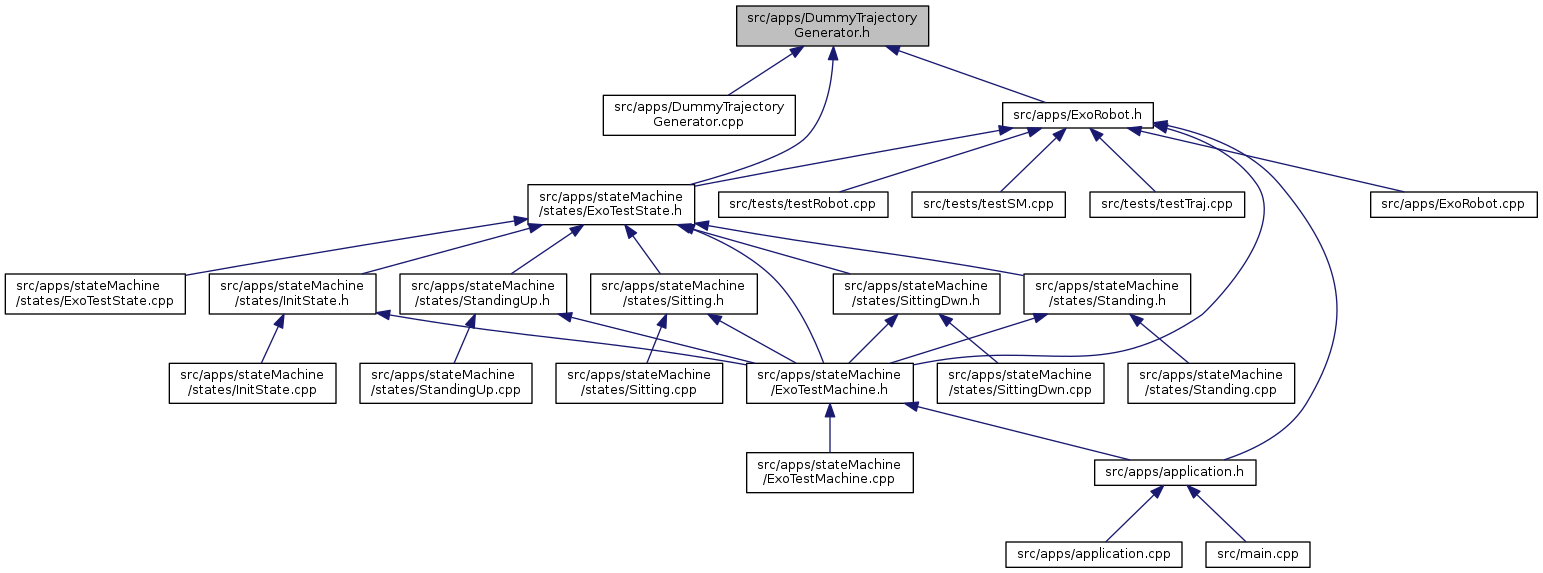 src/apps/DummyTrajectory
Generator.h
src/apps/DummyTrajectory
Generator.cpp
src/apps/ExoRobot.h
src/apps/stateMachine
/states/ExoTestState.h
src/tests/testRobot.cpp
src/tests/testSM.cpp
src/tests/testTraj.cpp
src/apps/ExoRobot.cpp
src/apps/stateMachine
/states/ExoTestState.cpp
src/apps/stateMachine
/states/InitState.h
src/apps/stateMachine
/states/StandingUp.h
src/apps/stateMachine
/states/Sitting.h
src/apps/stateMachine
/states/SittingDwn.h
src/apps/stateMachine
/states/Standing.h
src/apps/stateMachine
/states/InitState.cpp
src/apps/stateMachine
/states/StandingUp.cpp
src/apps/stateMachine
/states/Sitting.cpp
src/apps/stateMachine
/ExoTestMachine.h
src/apps/stateMachine
/states/SittingDwn.cpp
src/apps/stateMachine
/states/Standing.cpp
src/apps/stateMachine
/ExoTestMachine.cpp
src/apps/application.h
src/apps/application.cpp
src/main.cpp